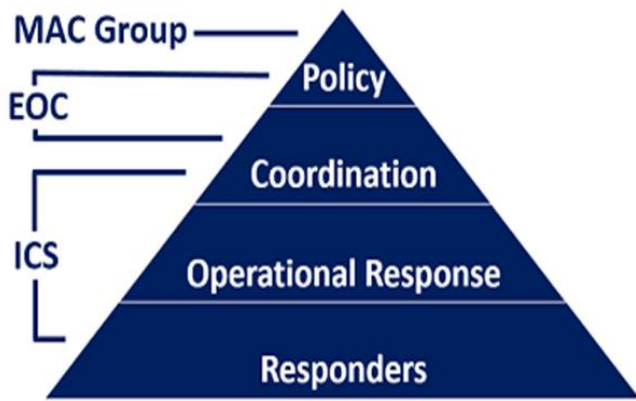 MAC Group
Policy
EOC
Coordination
ICS
Operational Response
Responders